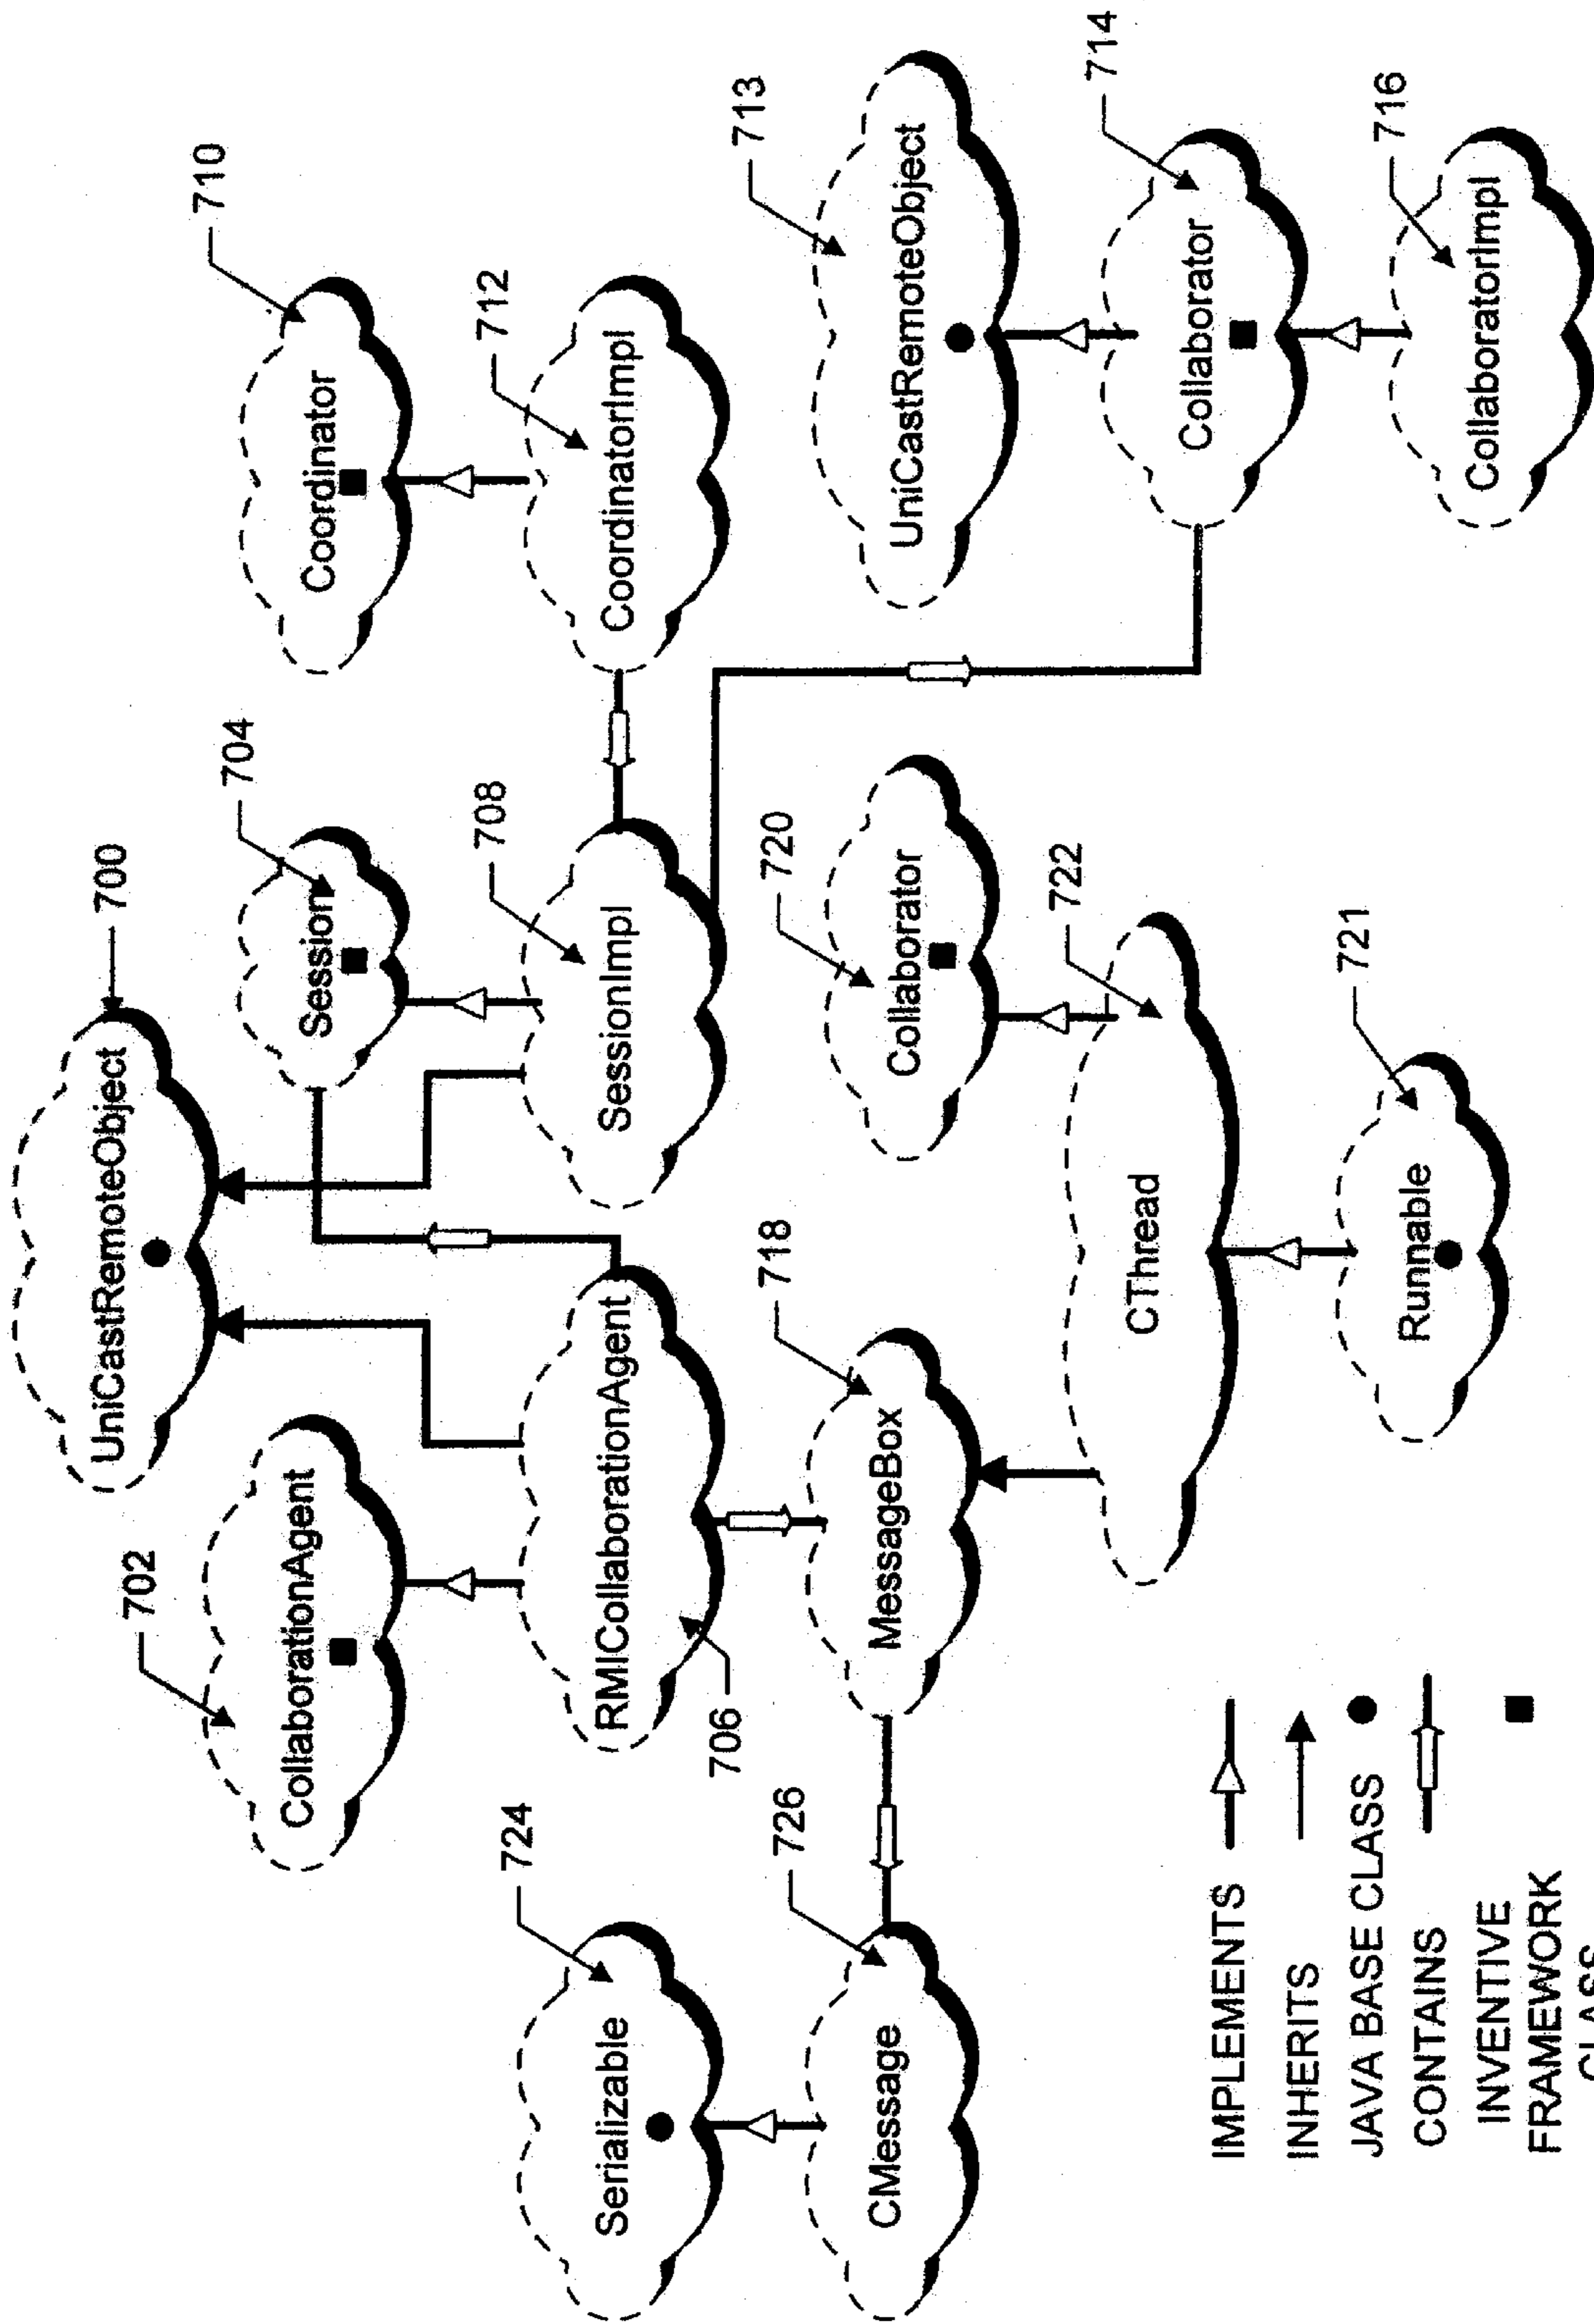 UniCastRemoteObject
700
702
CollaborationAgent
Session
704
Coordinator
710
724
Serializable
706
RMICollaborationAgent
SessionImpl
708
CoordinatorImpl
712
726
CMessage
MessageBox
718
Collaborator
720
UniCastRemoteObject
713
CThread
722
Collaborator
714
Runnable
721
CollaboratorImpl
716
IMPLEMENTS
INHERITS
JAVA BASE CLASS
CONTAINS
INVENTIVE
FRAMEWORK
CLASS